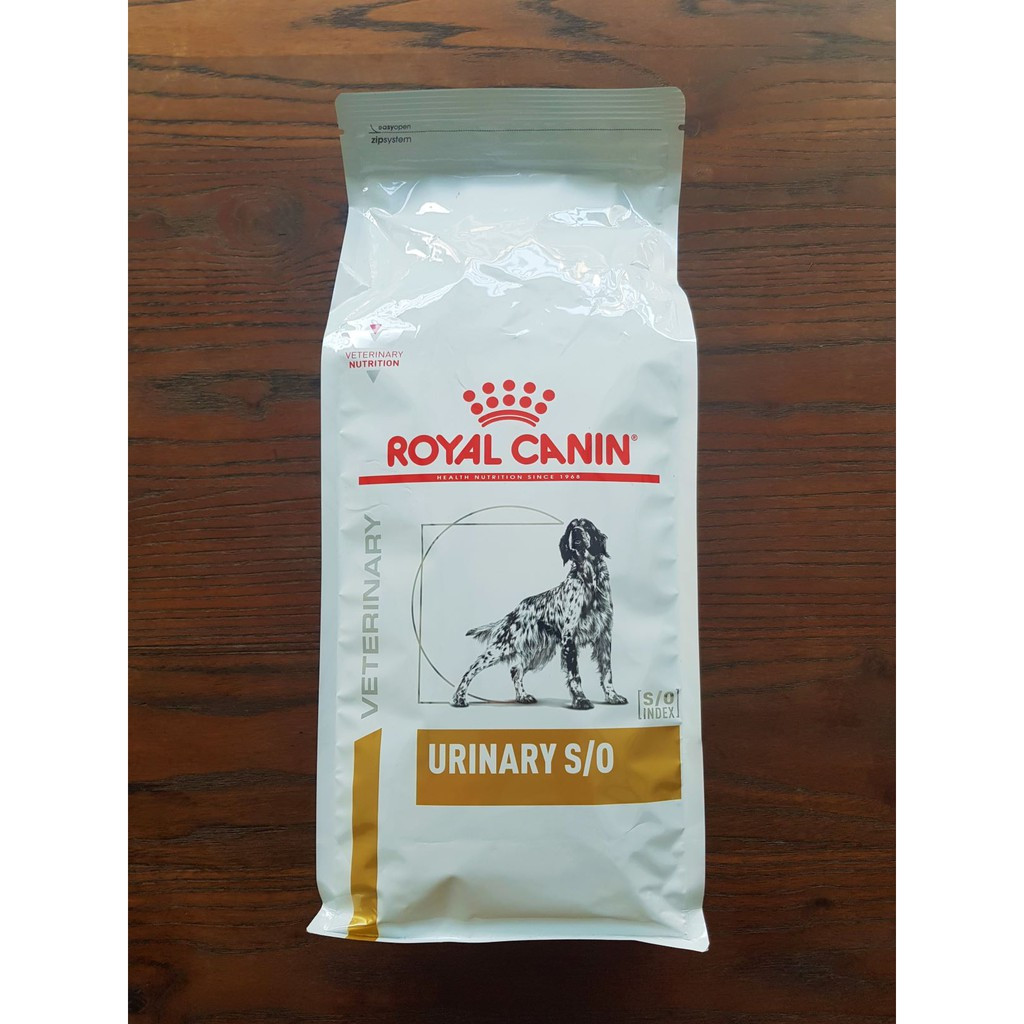 easyopen
zipsystem
VETERINARY
NUTRITION
ROYAL CANIN®
HEALTH NUTRITION SINCE 1968
VETERINARY
S/O
INDEX
URINARY S/O